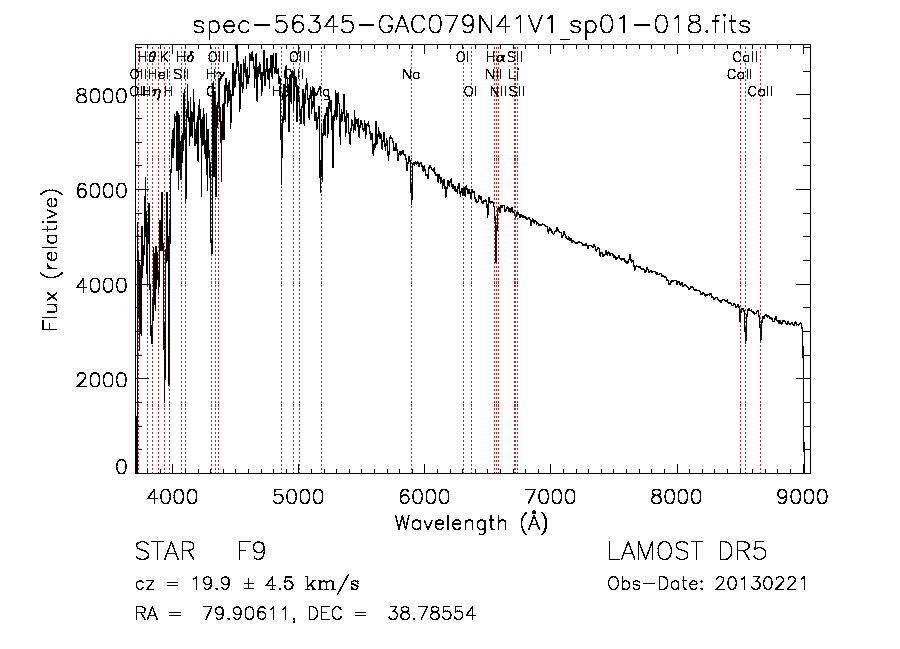 spec-56345-GAC079N41V1_sp01-018.fits
Hθ K Hδ OIII OIII OI Hα SII CaII
OII HeI SII Hγ OIII NII Li CaII
OII Hη H G Hβ Mg Na OI NII SII CaII
8000
6000
4000
2000
0
Flux (relative)
4000 5000 6000 7000 8000 9000
Wavelength (Å)
STAR F9
LAMOST DR5
cz = 19.9 ± 4.5 km/s
Obs-Date: 20130221
RA = 79.90611, DEC = 38.78554